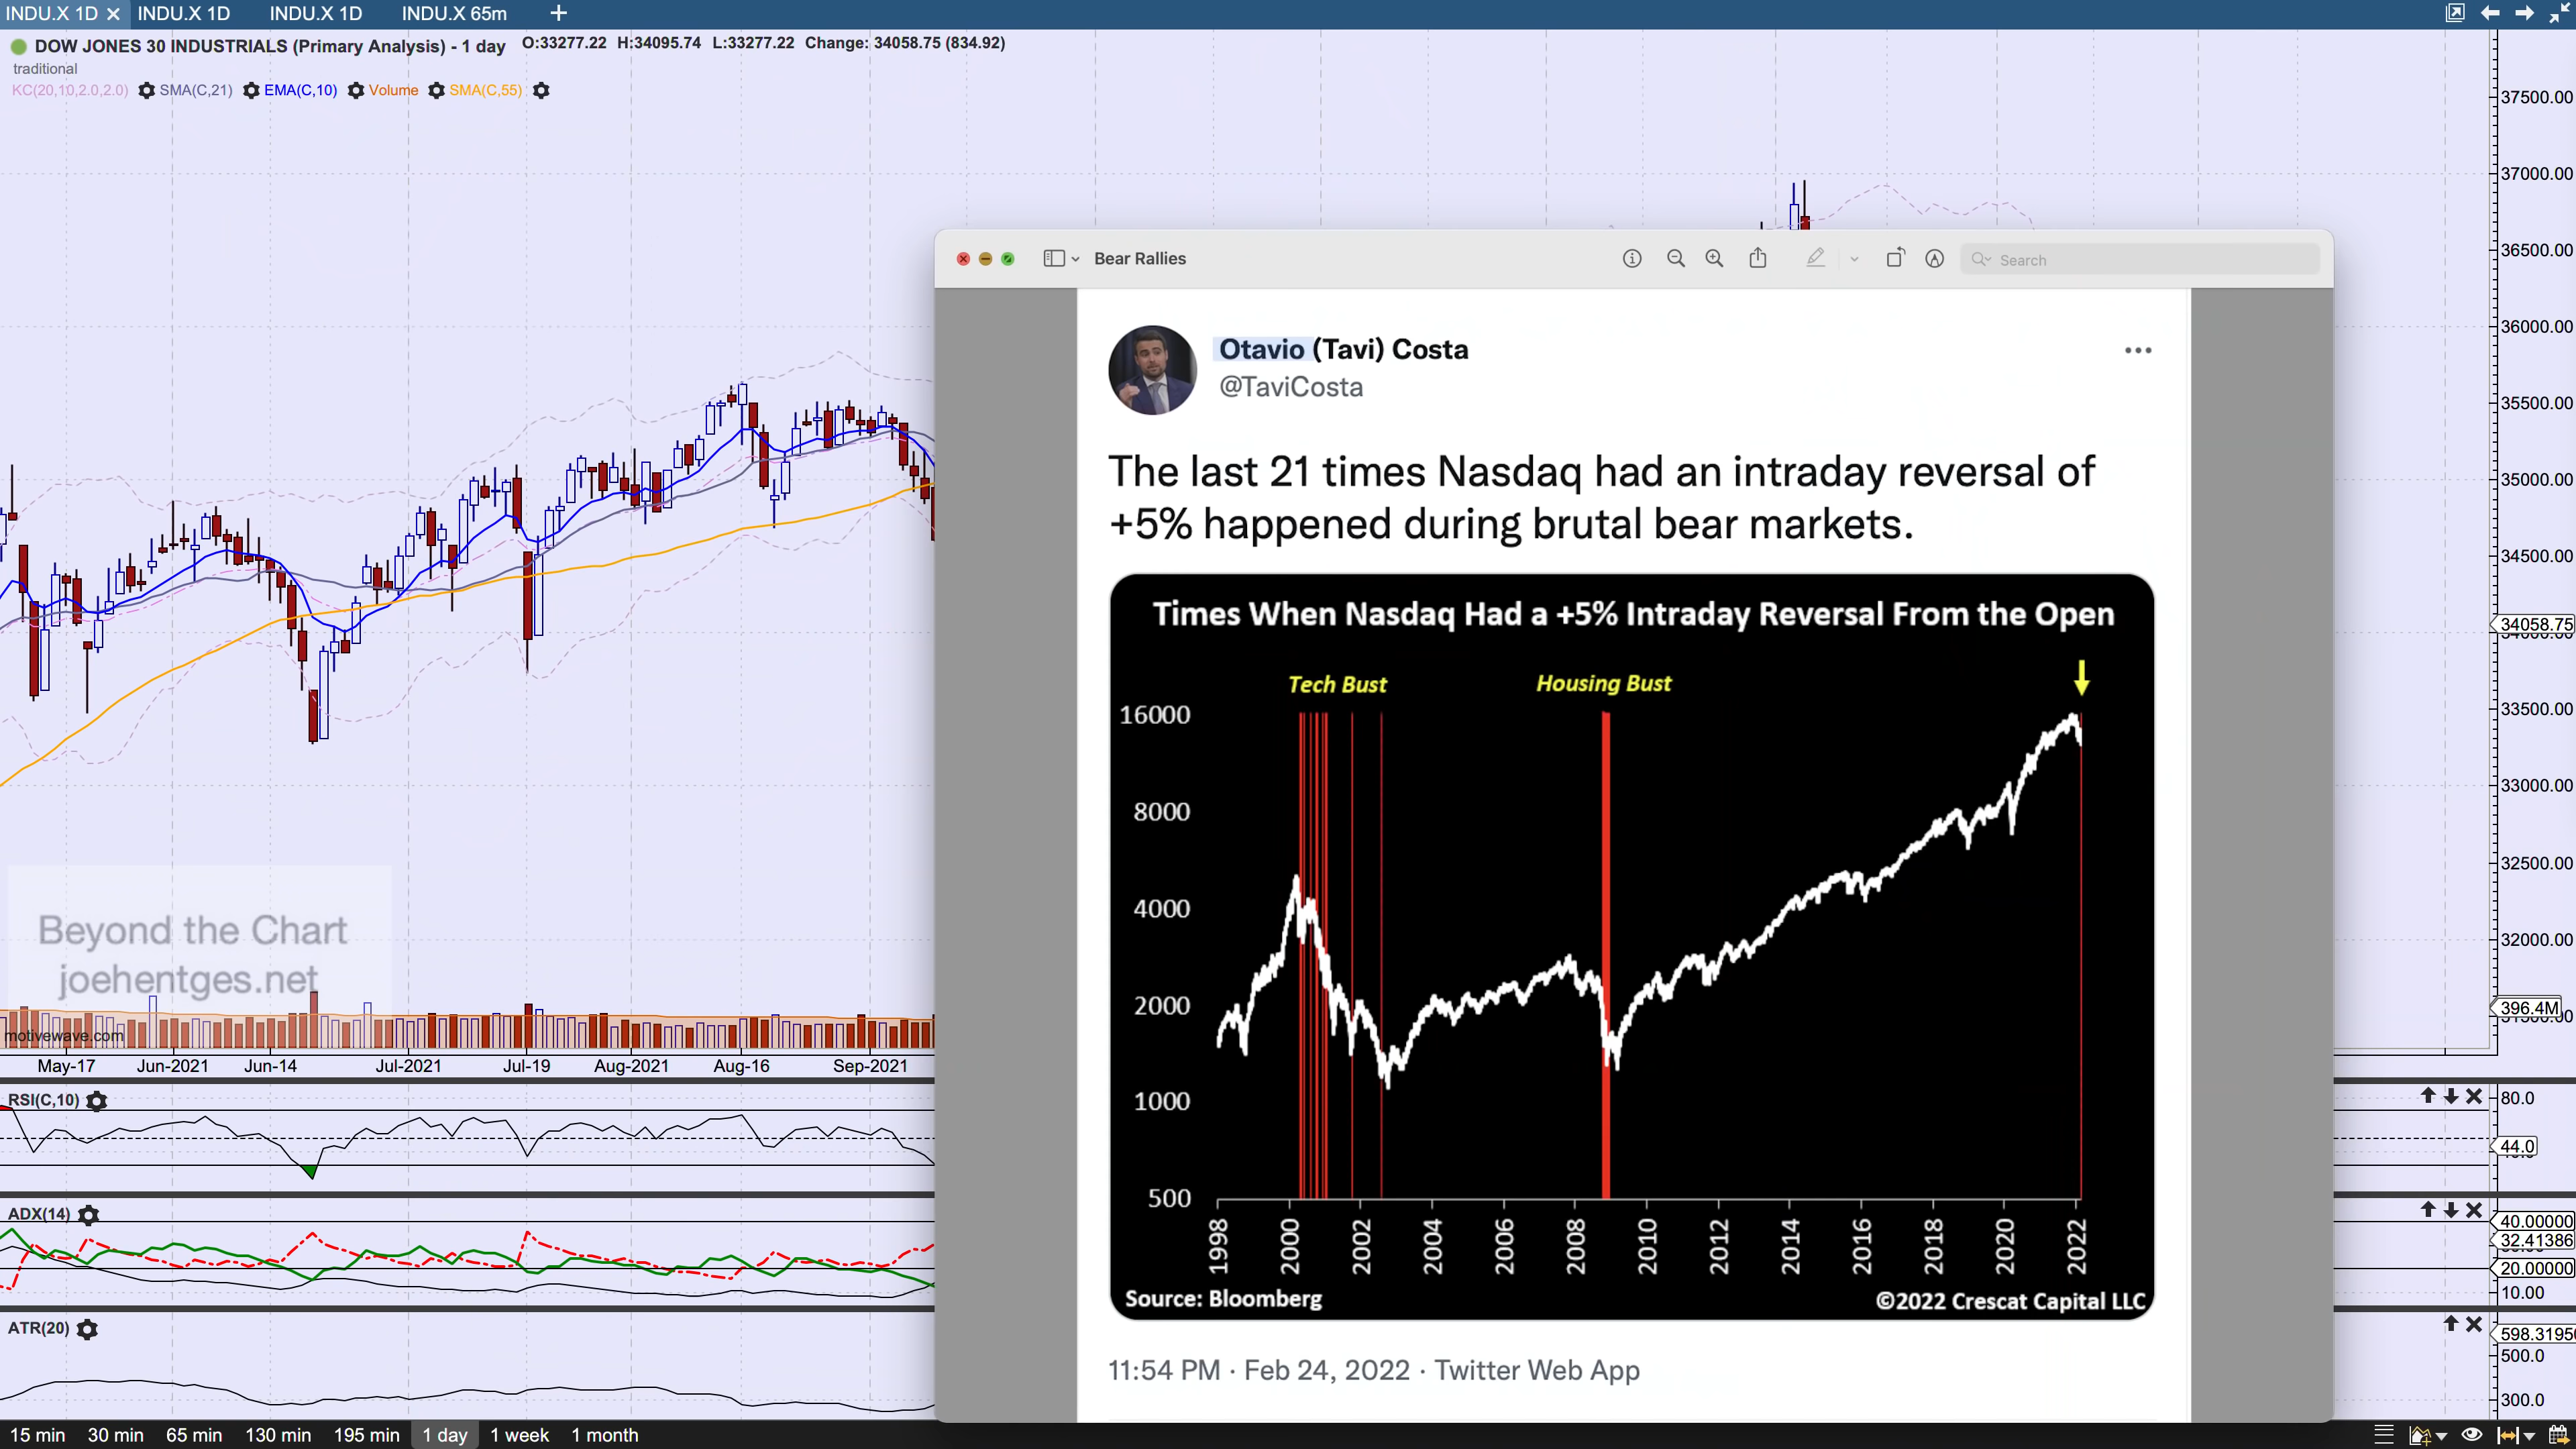 INDU.X 1D
INDU.X 1D
INDU.X 1D
INDU.X 65m
DOW JONES 30 INDUSTRIALS (Primary Analysis) - 1 day O:33277.22 H:34095.74 L:33277.22 Change: 34058.75 (834.92)
traditional
KC(20,10,2.0,2.0) SMA(C,21) EMA(C,10) Volume SMA(C,55)
37500.00
37000.00
36500.00
36000.00
35500.00
35000.00
34500.00
34058.75
33500.00
33000.00
32500.00
32000.00
396.4M
Bear Rallies
Search
Otavio (Tavi) Costa
@TaviCosta
The last 21 times Nasdaq had an intraday reversal of
+5% happened during brutal bear markets.
Times When Nasdaq Had a +5% Intraday Reversal From the Open
Tech Bust
Housing Bust
16000
8000
4000
2000
1000
500
1998
2000
2002
2004
2006
2008
2010
2012
2014
2016
2018
2020
2022
Source: Bloomberg
©2022 Crescat Capital LLC
11:54 PM · Feb 24, 2022 · Twitter Web App
Beyond the Chart
joehentges.net
motivewave.com
May-17 Jun-2021 Jun-14 Jul-2021 Jul-19 Aug-2021 Aug-16 Sep-2021
RSI(C,10)
80.0
44.0
ADX(14)
40.00000
32.41386
20.00000
10.00
ATR(20)
598.3195
500.0
300.0
15 min 30 min 65 min 130 min 195 min 1 day 1 week 1 month